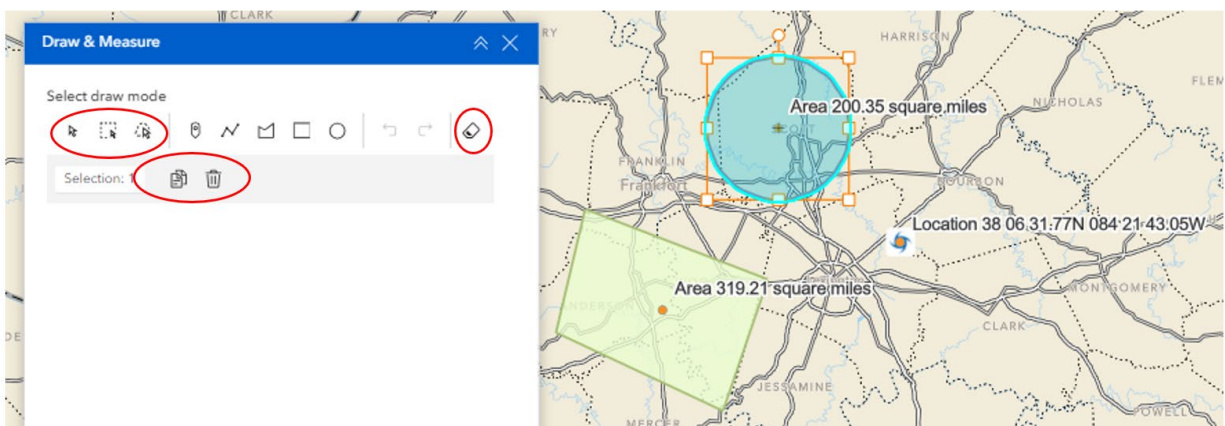 Draw & Measure
Select draw mode
Selection: 1
CLARK
RY
HARRISON
FLEM
NICHOLAS
Area 200.35 square miles
FRANKLIN
Frankfort
BOURBON
Location 38 06 31.77N 084 21 43.05W
Area 319.21 square miles
MONTGOMERY
CLARK
DE
JESSAMINE
MERCER
POWELL